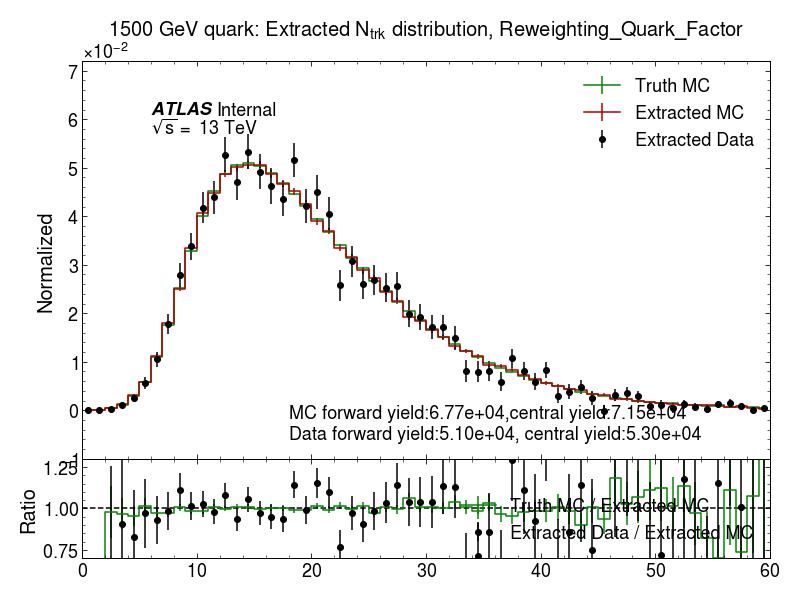 1500 GeV quark: Extracted Ntrk distribution, Reweighting_Quark_Factor
×10−2
7
6
5
4
3
2
1
0
1
Normalized
ATLAS Internal
√s = 13 TeV
Truth MC
Extracted MC
Extracted Data
MC forward yield:6.77e+04,central yield:7.15e+04
Data forward yield:5.10e+04, central yield:5.30e+04
1.25
1.00
0.75
Ratio
Truth MC / Extracted MC
Extracted Data / Extracted MC
0 10 20 30 40 50 60